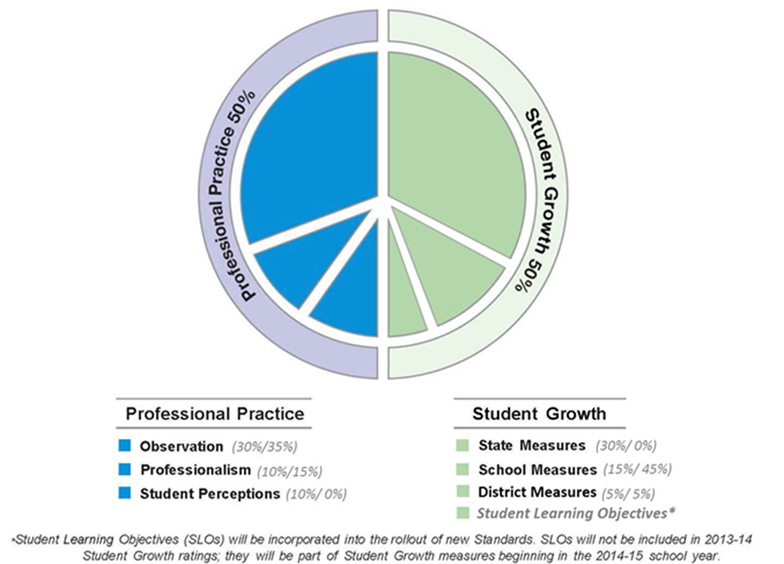 Professional Practice 50%
Student Growth 50%
Professional Practice
Observation (30%/35%)
Professionalism (10%/15%)
Student Perceptions (10%/ 0%)
Student Growth
State Measures (30%/ 0%)
School Measures (15%/ 45%)
District Measures (5%/ 5%)
Student Learning Objectives*
*Student Learning Objectives (SLOs) will be incorporated into the rollout of new Standards. SLOs will not be included in 2013-14
Student Growth ratings; they will be part of Student Growth measures beginning in the 2014-15 school year.